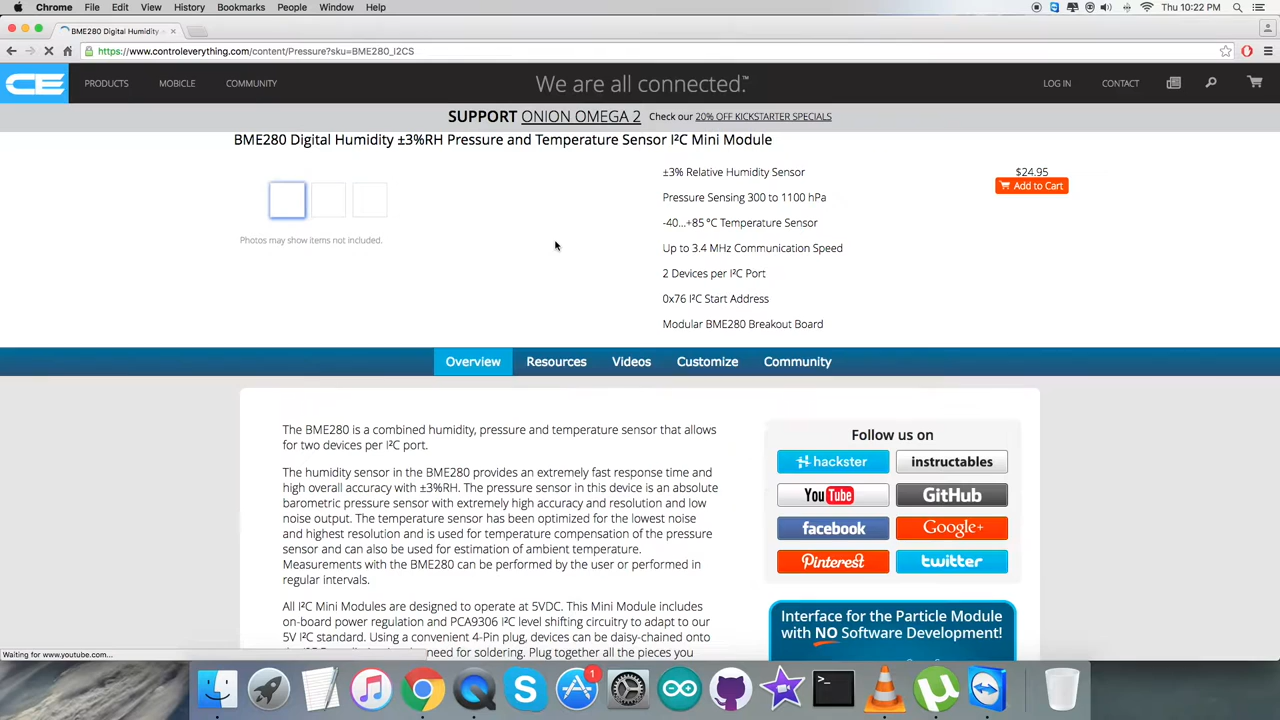 Chrome File Edit View History Bookmarks People Window Help Thu 10:22 PM
BME280 Digital Humidity
https://www.controleverything.com/content/Pressure?sku=BME280_I2CS
CE PRODUCTS MOBICLE COMMUNITY We are all connected.™ LOG IN CONTACT
SUPPORT ONION OMEGA 2 Check our 20% OFF KICKSTARTER SPECIALS
BME280 Digital Humidity ±3%RH Pressure and Temperature Sensor I²C Mini Module
±3% Relative Humidity Sensor
$24.95
Add to Cart
Pressure Sensing 300 to 1100 hPa
-40...+85 °C Temperature Sensor
Photos may show items not included.
Up to 3.4 MHz Communication Speed
2 Devices per I²C Port
0x76 I²C Start Address
Modular BME280 Breakout Board
Overview Resources Videos Customize Community
The BME280 is a combined humidity, pressure and temperature sensor that allows
for two devices per I²C port.
The humidity sensor in the BME280 provides an extremely fast response time and
high overall accuracy with ±3%RH. The pressure sensor in this device is an absolute
barometric pressure sensor with extremely high accuracy and resolution and low
noise output. The temperature sensor has been optimized for the lowest noise
and highest resolution and is used for temperature compensation of the pressure
sensor and can also be used for estimation of ambient temperature.
Measurements with the BME280 can be performed by the user or performed in
regular intervals.
All I²C Mini Modules are designed to operate at 5VDC. This Mini Module includes
on-board power regulation and PCA9306 I²C level shifting circuitry to adapt to our
5V I²C standard. Using a convenient 4-Pin plug, devices can be daisy-chained onto
need for soldering. Plug together all the pieces you
Follow us on
hackster instructables
YouTube GitHub
facebook Google+
Pinterest twitter
Interface for the Particle Module
with NO Software Development!
Waiting for www.youtube.com...
1